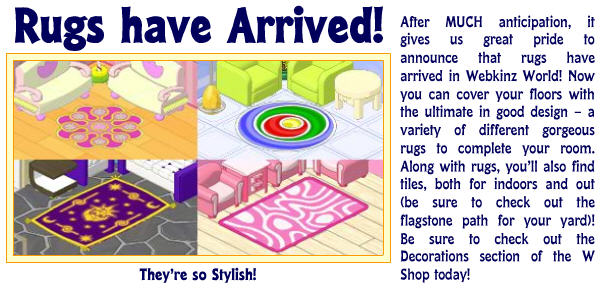 Rugs have Arrived!
They're so Stylish!
After MUCH anticipation, it
gives us great pride to
announce that rugs have
arrived in Webkinz World! Now
you can cover your floors with
the ultimate in good design – a
variety of different gorgeous
rugs to complete your room.
Along with rugs, you'll also find
tiles, both for indoors and out
(be sure to check out the
flagstone path for your yard)!
Be sure to check out the
Decorations section of the W
Shop today!